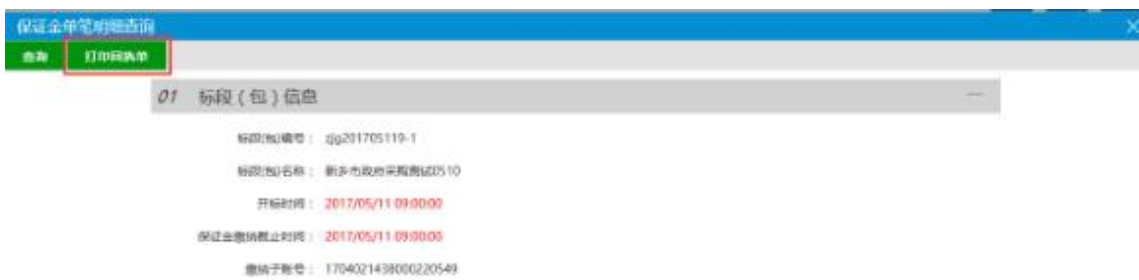 保证金单笔明细查询
查询 打印回执单
01 标段（包）信息
标段(包)编号： zjg201705119-1
标段(包)名称： 新乡市政府采购测试0510
开标时间： 2017/05/11 09:00:00
保证金缴纳截止时间： 2017/05/11 09:00:00
缴纳子账号： 1704021438000220549